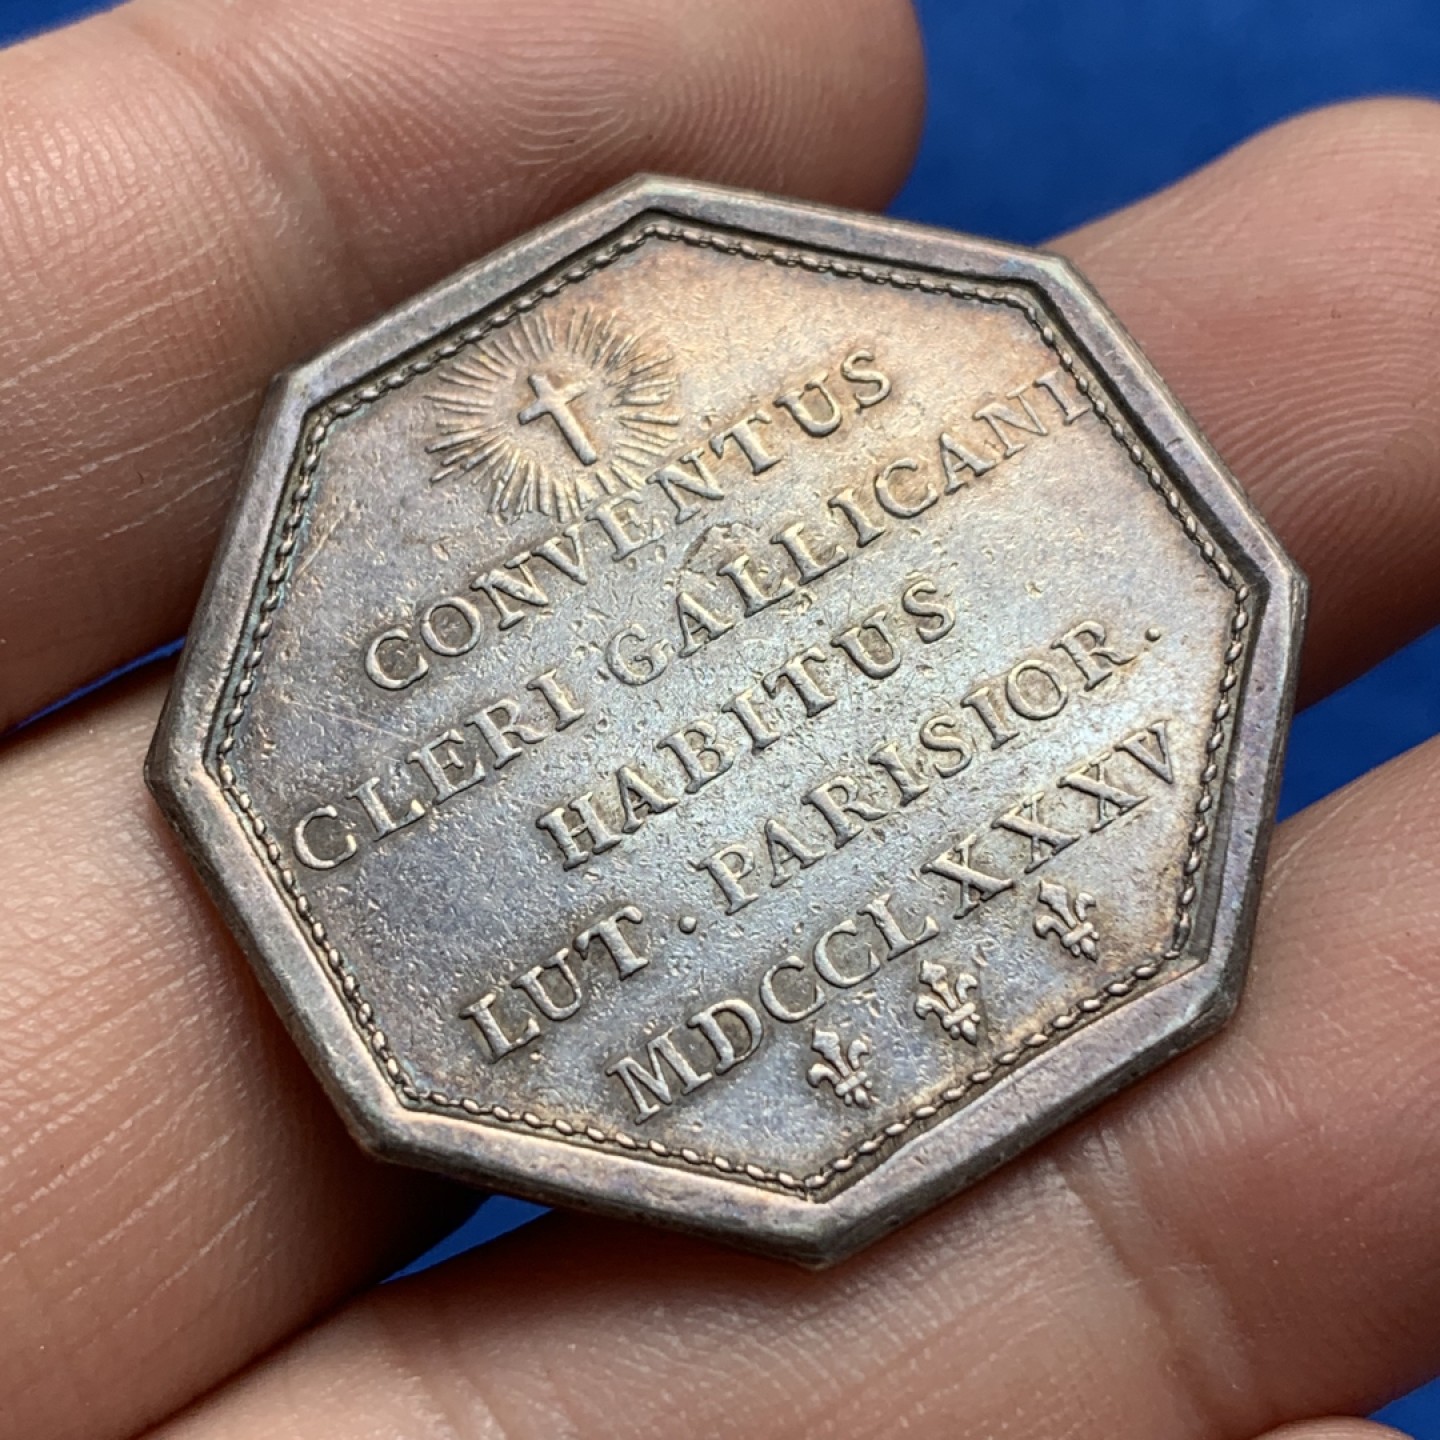 CONVENTUS
CLERI GALLICANI
HABITUS
LUT . PARISIOR .
MDCCLXXXV